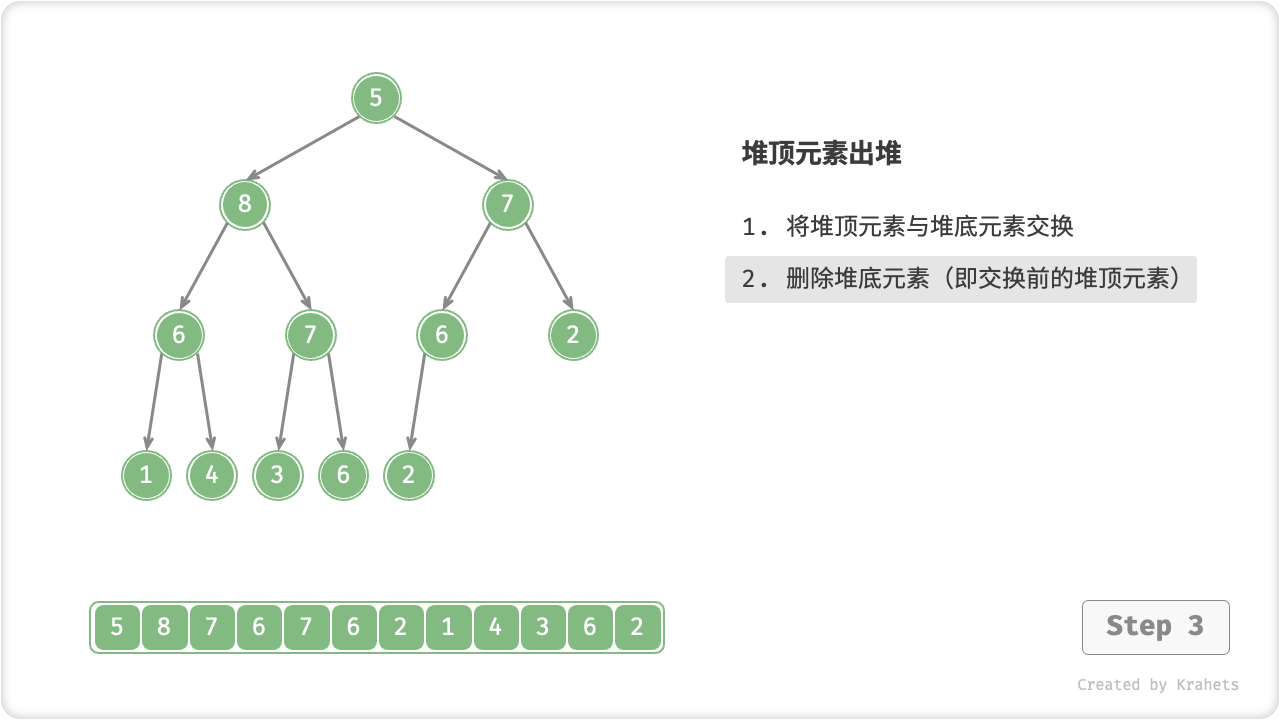 5
8 7
6 7 6 2
1 4 3 6 2
堆顶元素出堆
1. 将堆顶元素与堆底元素交换
2. 删除堆底元素（即交换前的堆顶元素）
5 8 7 6 7 6 2 1 4 3 6 2
Step 3
Created by Krahets